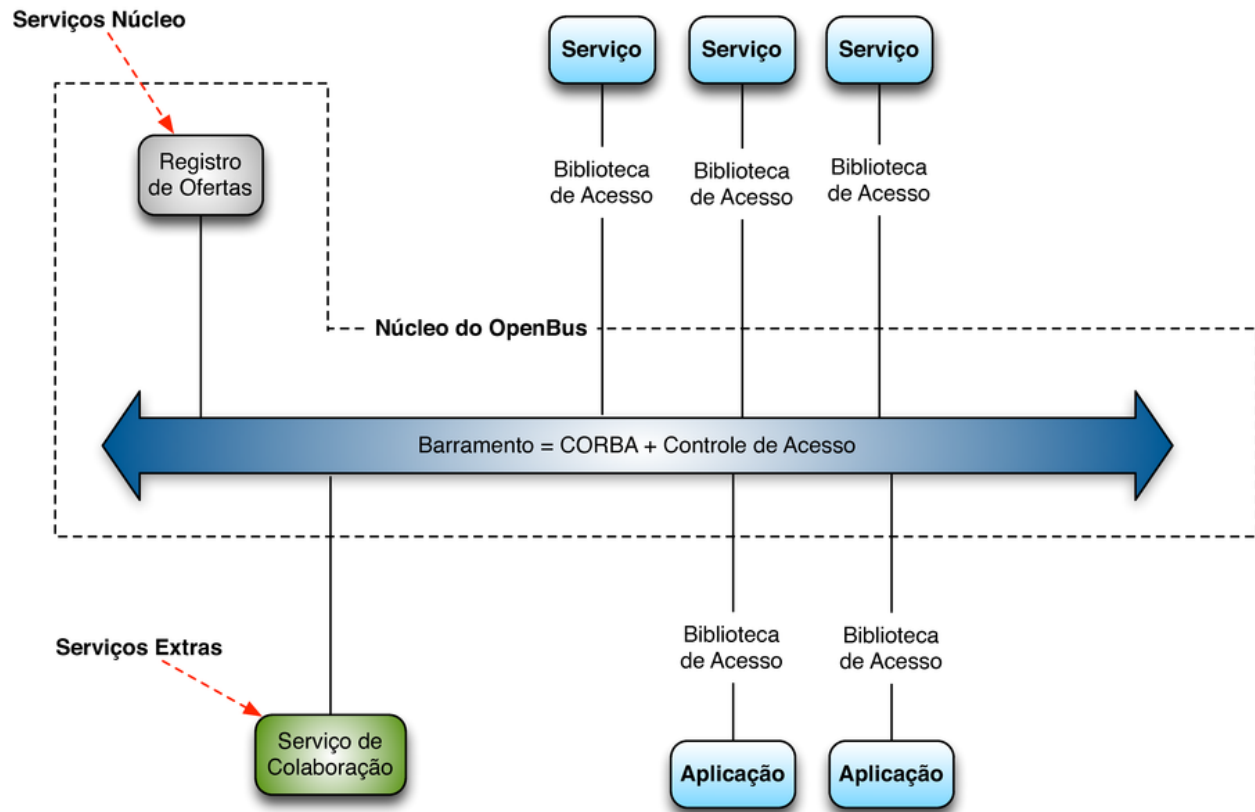 Serviços Núcleo
Serviço
Serviço
Serviço
Registro
de Ofertas
Biblioteca
de Acesso
Biblioteca
de Acesso
Biblioteca
de Acesso
Núcleo do OpenBus
Barramento = CORBA + Controle de Acesso
Serviços Extras
Biblioteca
de Acesso
Biblioteca
de Acesso
Serviço de
Colaboração
Aplicação
Aplicação